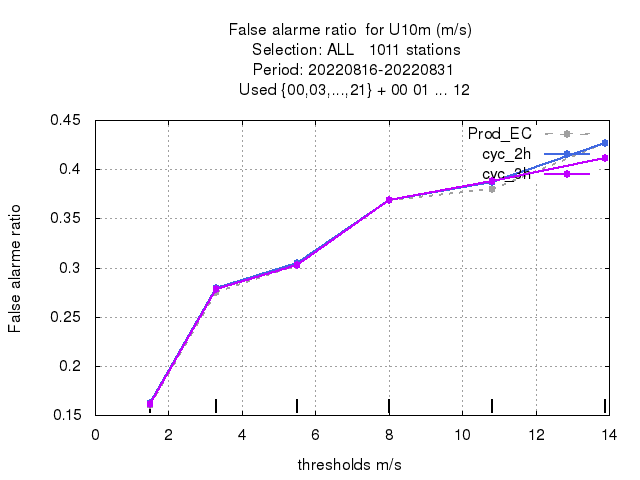 False alarme ratio  for U10m (m/s)
Selection: ALL   1011 stations
Period: 20220816-20220831
Used {00,03,...,21} + 00 01 ... 12
0.45
0.4
0.35
0.3
0.25
0.2
0.15
False alarme ratio
Prod_EC
cyc_2h
cyc_3h
0 2 4 6 8 10 12 14
thresholds m/s